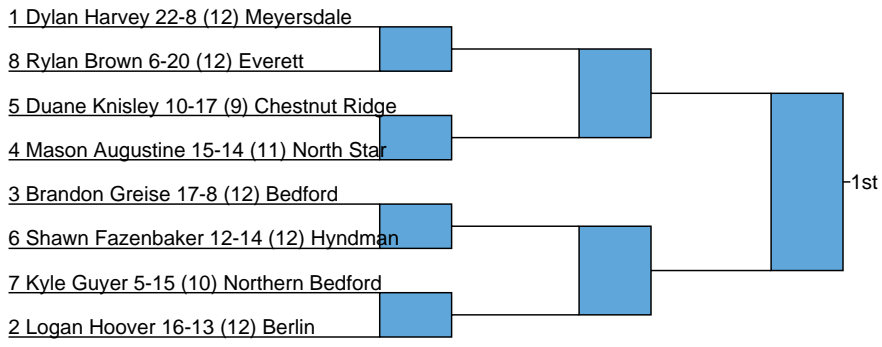 1 Dylan Harvey 22-8 (12) Meyersdale
8 Rylan Brown 6-20 (12) Everett
5 Duane Knisley 10-17 (9) Chestnut Ridge
4 Mason Augustine 15-14 (11) North Star
3 Brandon Greise 17-8 (12) Bedford
1st
6 Shawn Fazenbaker 12-14 (12) Hyndman
7 Kyle Guyer 5-15 (10) Northern Bedford
2 Logan Hoover 16-13 (12) Berlin